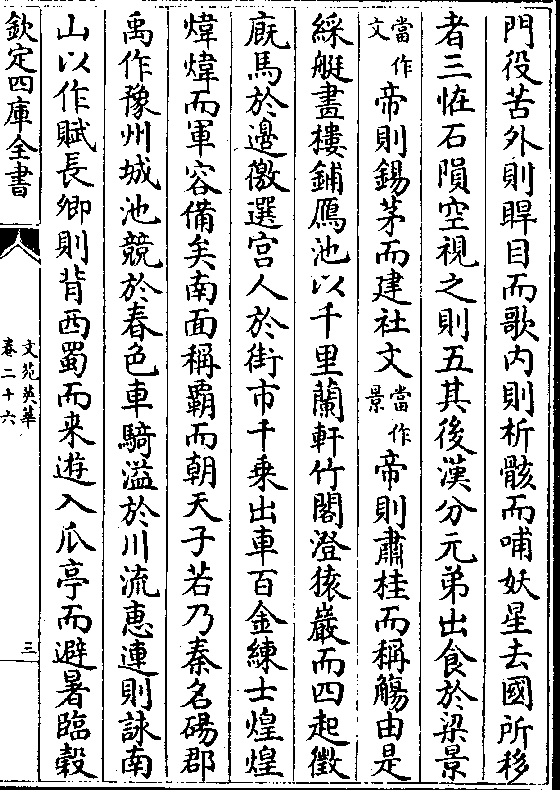 門役苦外則睅目而歌内則析骸而哺妖星去國所移
者三恠石隕空視之則五其後漢分元弟出食於梁景
當作文帝則錫茅而建社文當作景帝則肅桂而稱觴由是
綵艇畫樓鋪鴈池以千里蘭軒竹閣澄猿巖而四起徵
廐馬於邊徼選宫人於街市千乗出車百金練士煌煌
煒煒而軍容備矣南面稱霸而朝天子若乃秦名碭郡
禹作豫州城池競於春色車騎溢於川流惠連則詠南
山以作賦長卿則背西蜀而来遊入爪亭而避暑臨穀
欽定四庫全書
文苑英華
卷二十六
三